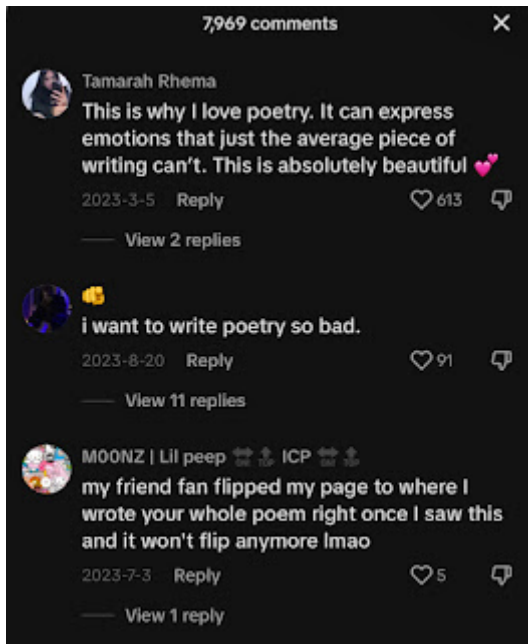 7,969 comments
Tamarah Rhema
This is why I love poetry. It can express
emotions that just the average piece of
writing can't. This is absolutely beautiful 💕
2023-3-5 Reply 613
View 2 replies
🫵
i want to write poetry so bad.
2023-8-20 Reply 91
View 11 replies
M00NZ | Lil peep 🔛🔝 ICP 🔛🔝
my friend fan flipped my page to where I
wrote your whole poem right once I saw this
and it won't flip anymore lmao
2023-7-3 Reply 5
View 1 reply